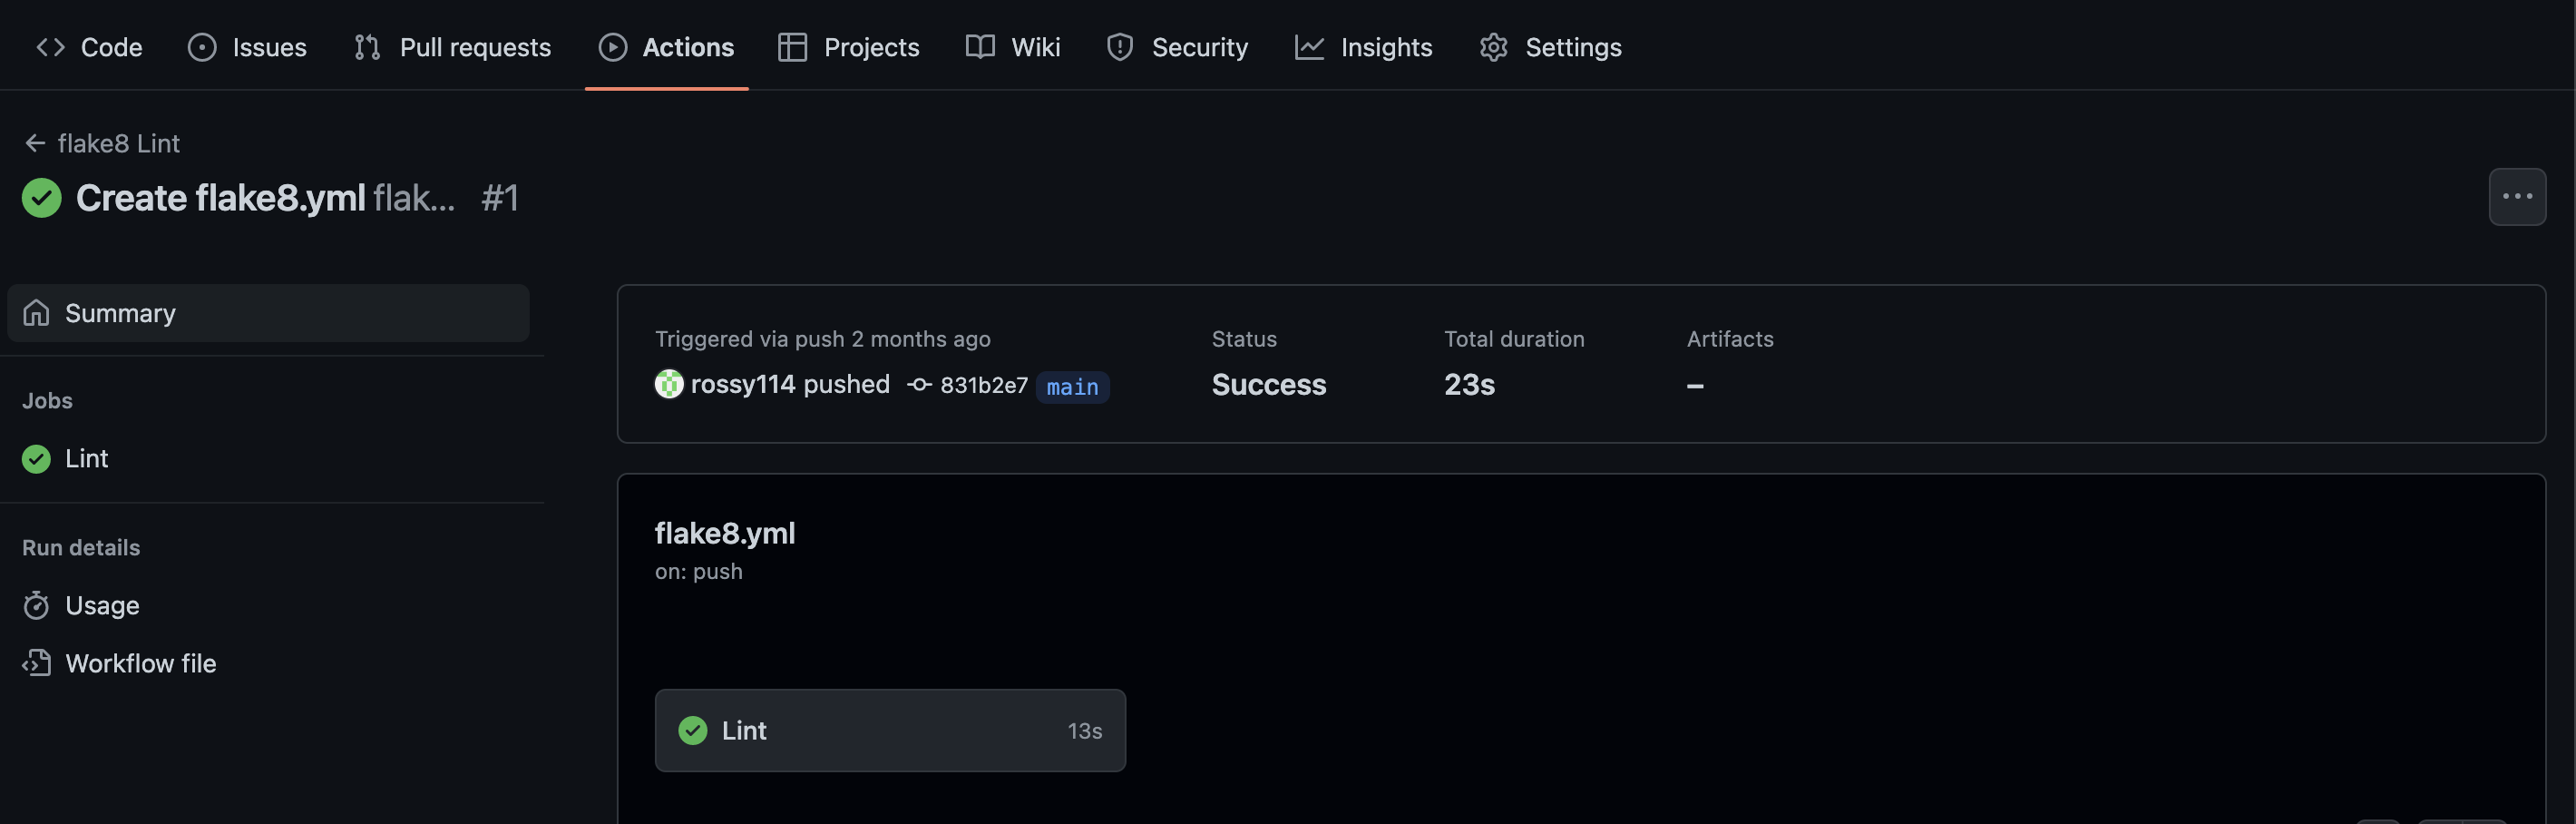 Code Issues Pull requests Actions Projects Wiki Security Insights Settings
flake8 Lint
Create flake8.yml flak... #1
Summary
Jobs
Lint
Run details
Usage
Workflow file
Triggered via push 2 months ago
rossy114 pushed 831b2e7 main
Status
Success
Total duration
23s
Artifacts
–
flake8.yml
on: push
Lint 13s